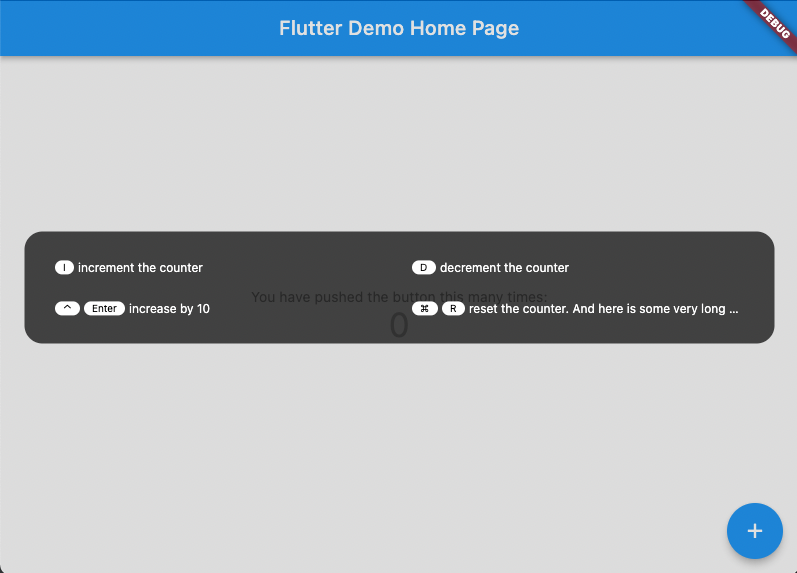 Flutter Demo Home Page
DEBUG
I increment the counter
D decrement the counter
You have pushed the button this many times:
^ Enter increase by 10
⌘ R reset the counter. And here is some very long ...
0
+